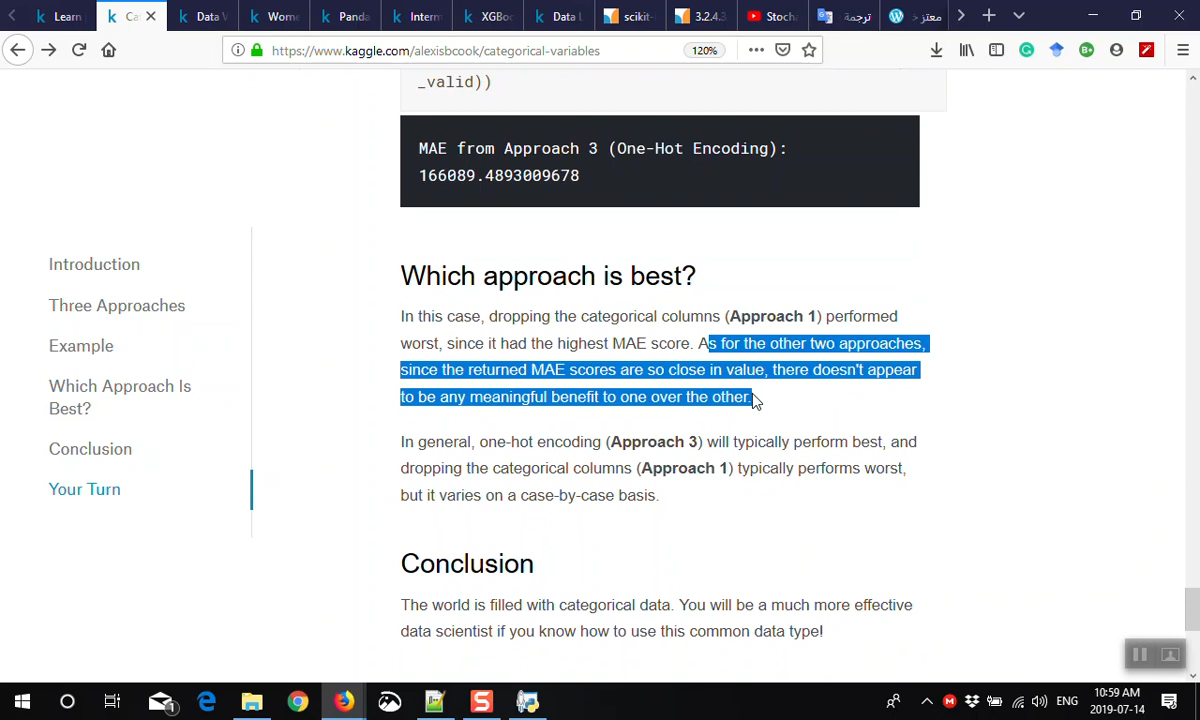 Learn
Ca
Data V
Wome
Panda
Interm
XGBoo
Data L
scikit-
3.2.4.3
Stocha
ترجمة
معتز خ
https://www.kaggle.com/alexisbcook/categorical-variables
120%
_valid))
MAE from Approach 3 (One-Hot Encoding):
166089.4893009678
Introduction
Three Approaches
Example
Which Approach Is
Best?
Conclusion
Your Turn
Which approach is best?
In this case, dropping the categorical columns (Approach 1) performed
worst, since it had the highest MAE score. As for the other two approaches,
since the returned MAE scores are so close in value, there doesn't appear
to be any meaningful benefit to one over the other.
In general, one-hot encoding (Approach 3) will typically perform best, and
dropping the categorical columns (Approach 1) typically performs worst,
but it varies on a case-by-case basis.
Conclusion
The world is filled with categorical data. You will be a much more effective
data scientist if you know how to use this common data type!
ENG
10:59 AM
2019-07-14